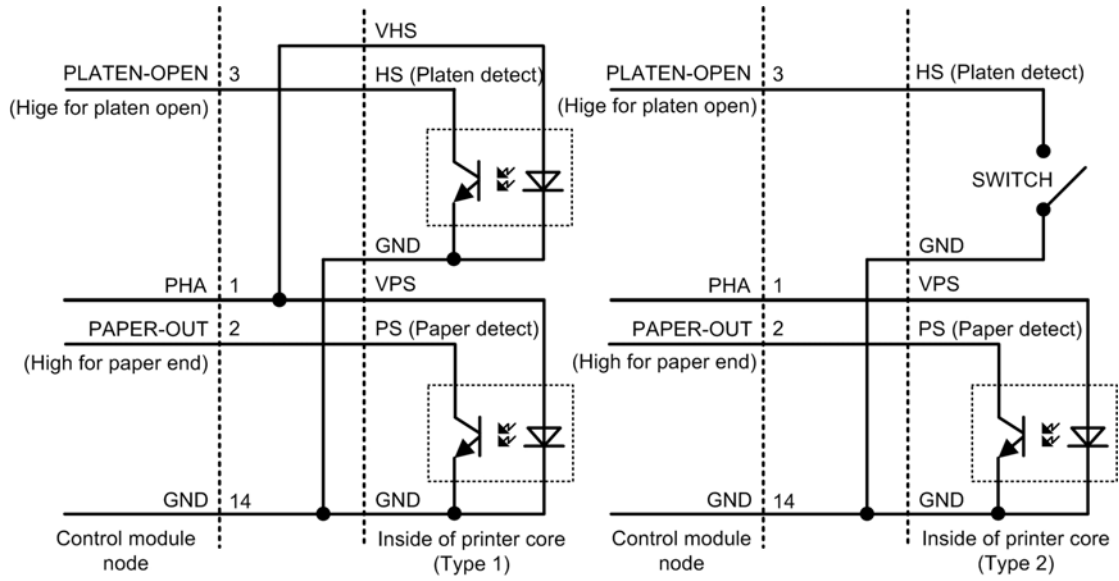 VHS
PLATEN-OPEN 3 HS (Platen detect)
(Hige for platen open)
GND
PHA 1 VPS
PAPER-OUT 2 PS (Paper detect)
(High for paper end)
GND 14 GND
Control module
node
Inside of printer core
(Type 1)
PLATEN-OPEN 3 HS (Platen detect)
(Hige for platen open)
SWITCH
GND
PHA 1 VPS
PAPER-OUT 2 PS (Paper detect)
(High for paper end)
GND 14 GND
Control module
node
Inside of printer core
(Type 2)